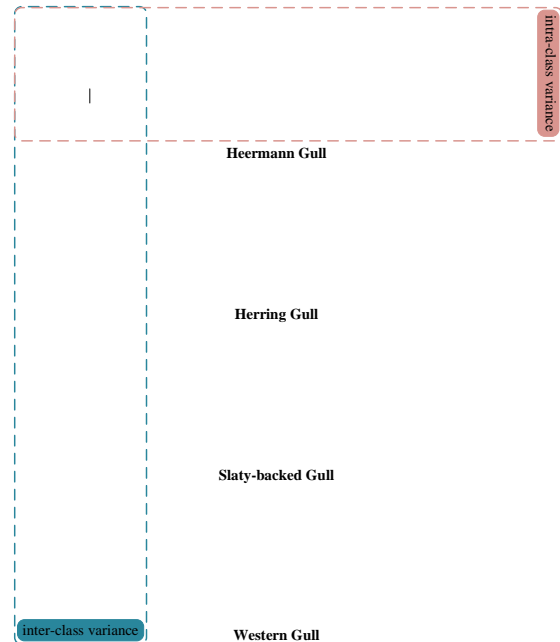 intra-class variance
Heermann Gull
Herring Gull
Slaty-backed Gull
inter-class variance
Western Gull